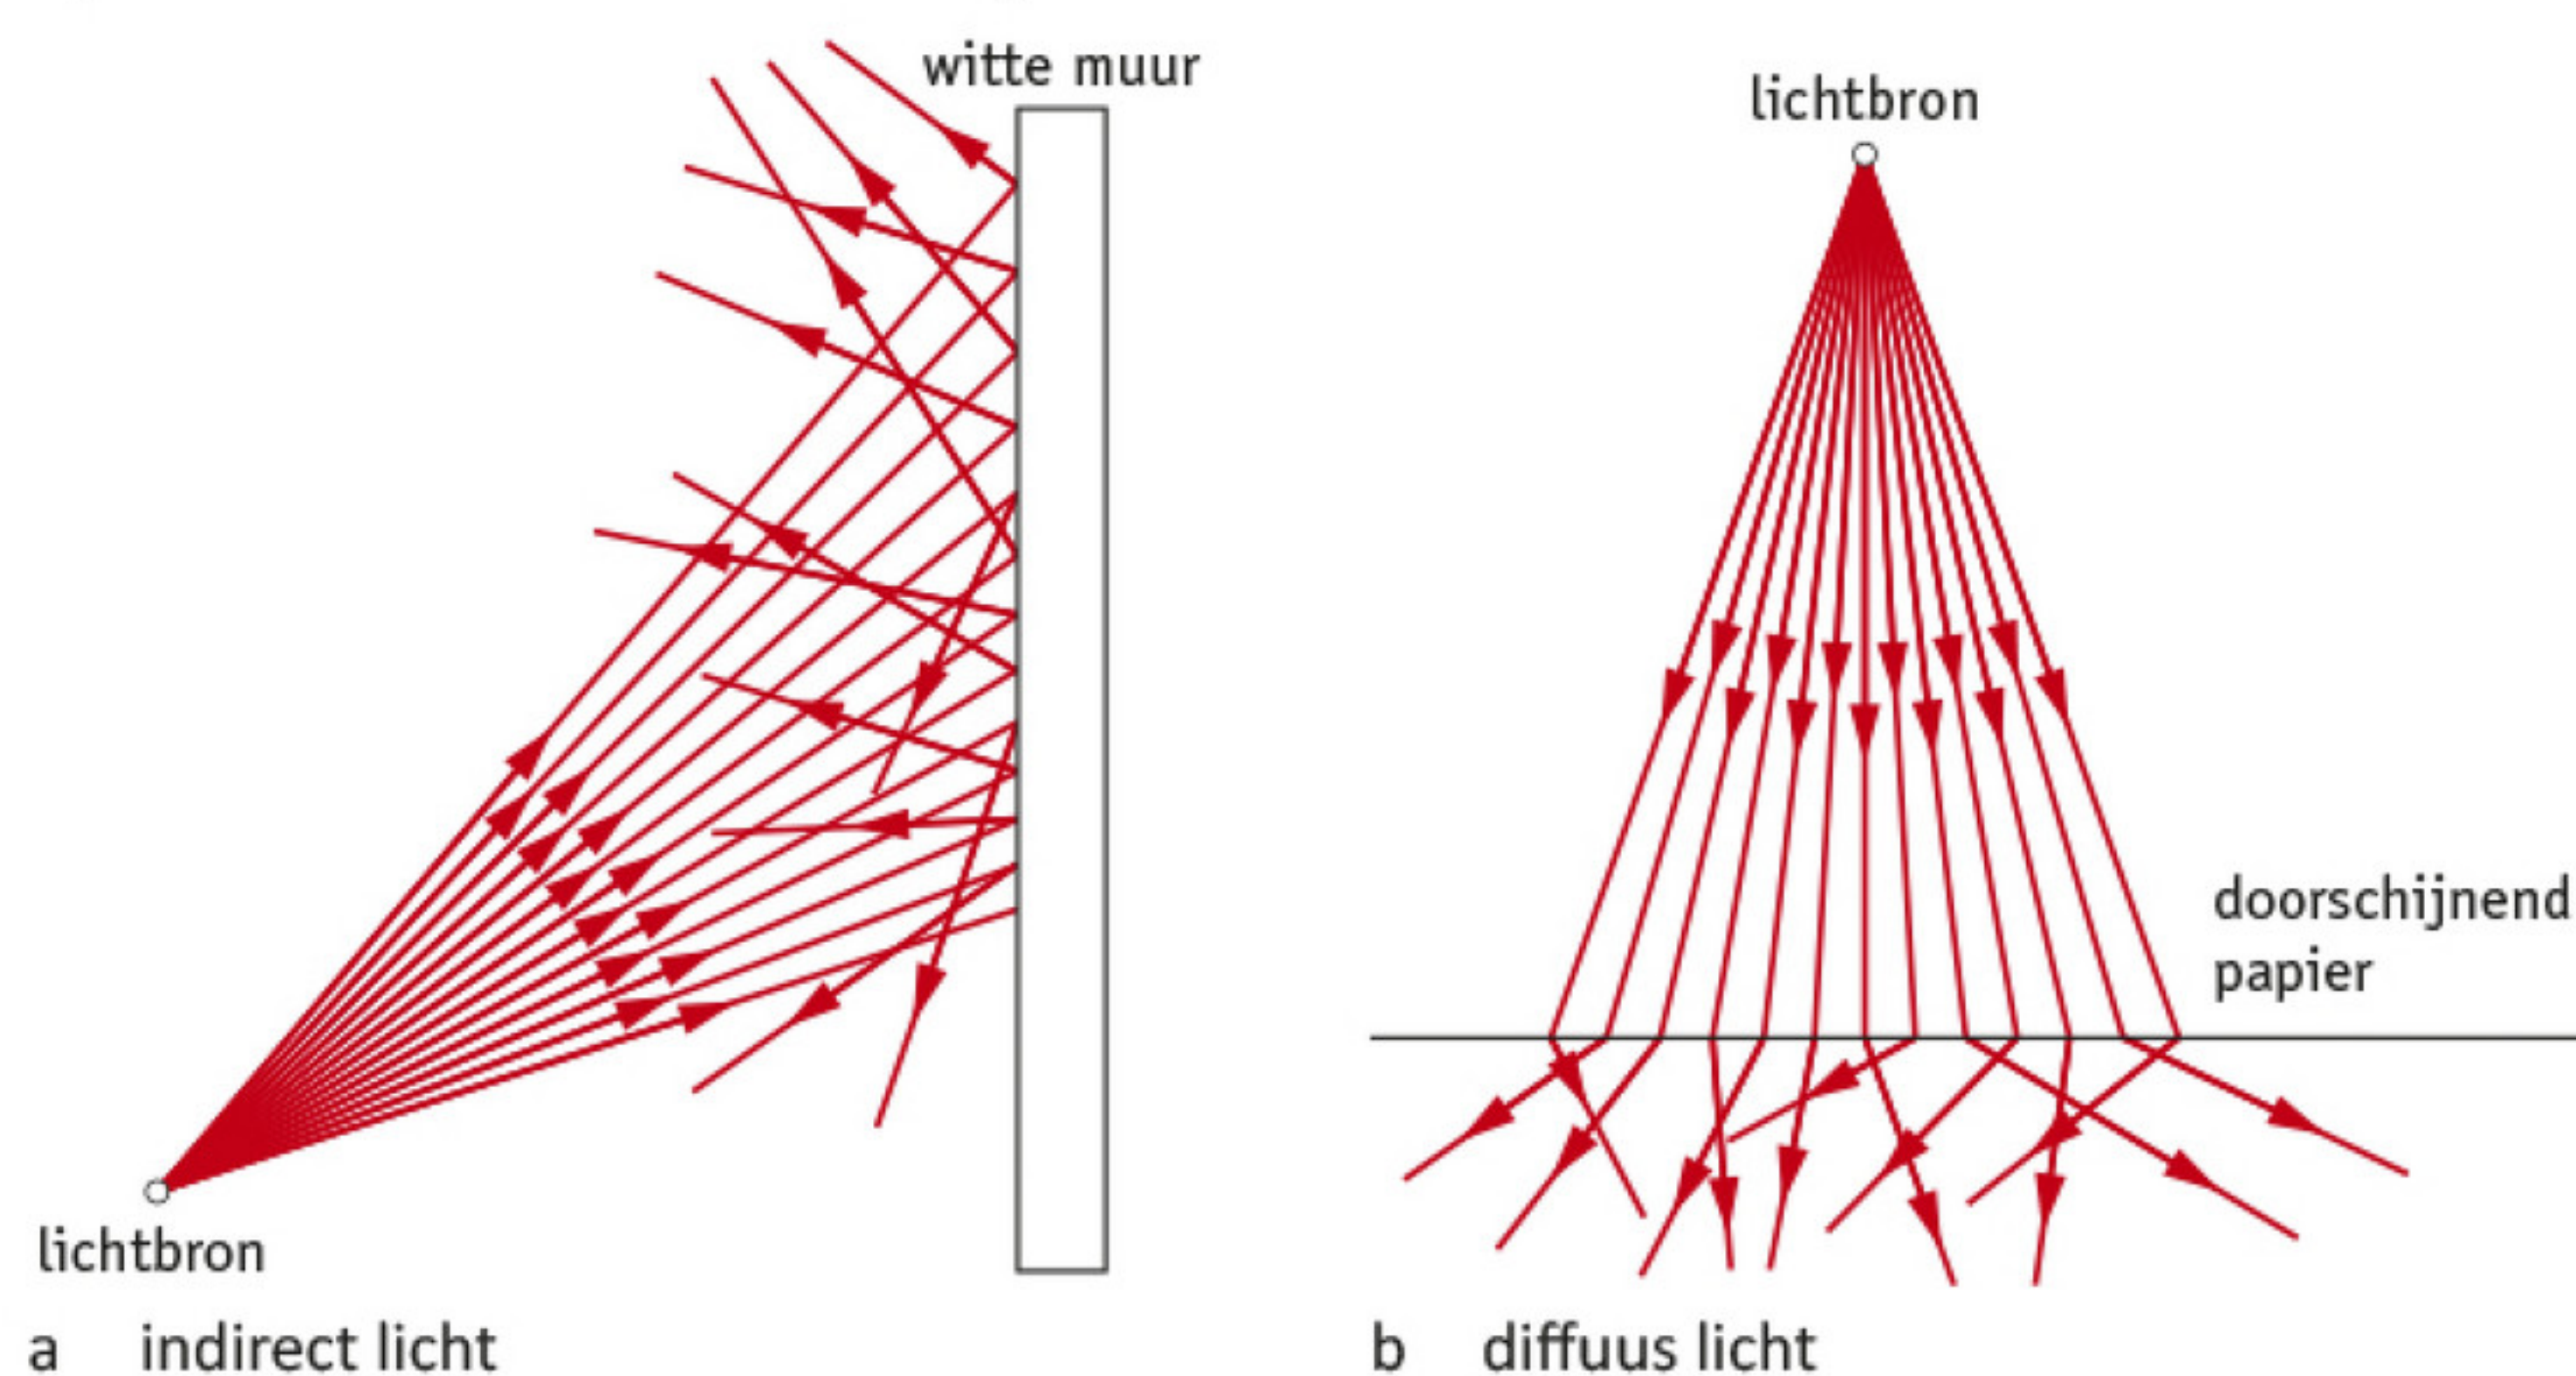 witte muur
lichtbron
a indirect licht
lichtbron
doorschijnend
papier
b diffuus licht